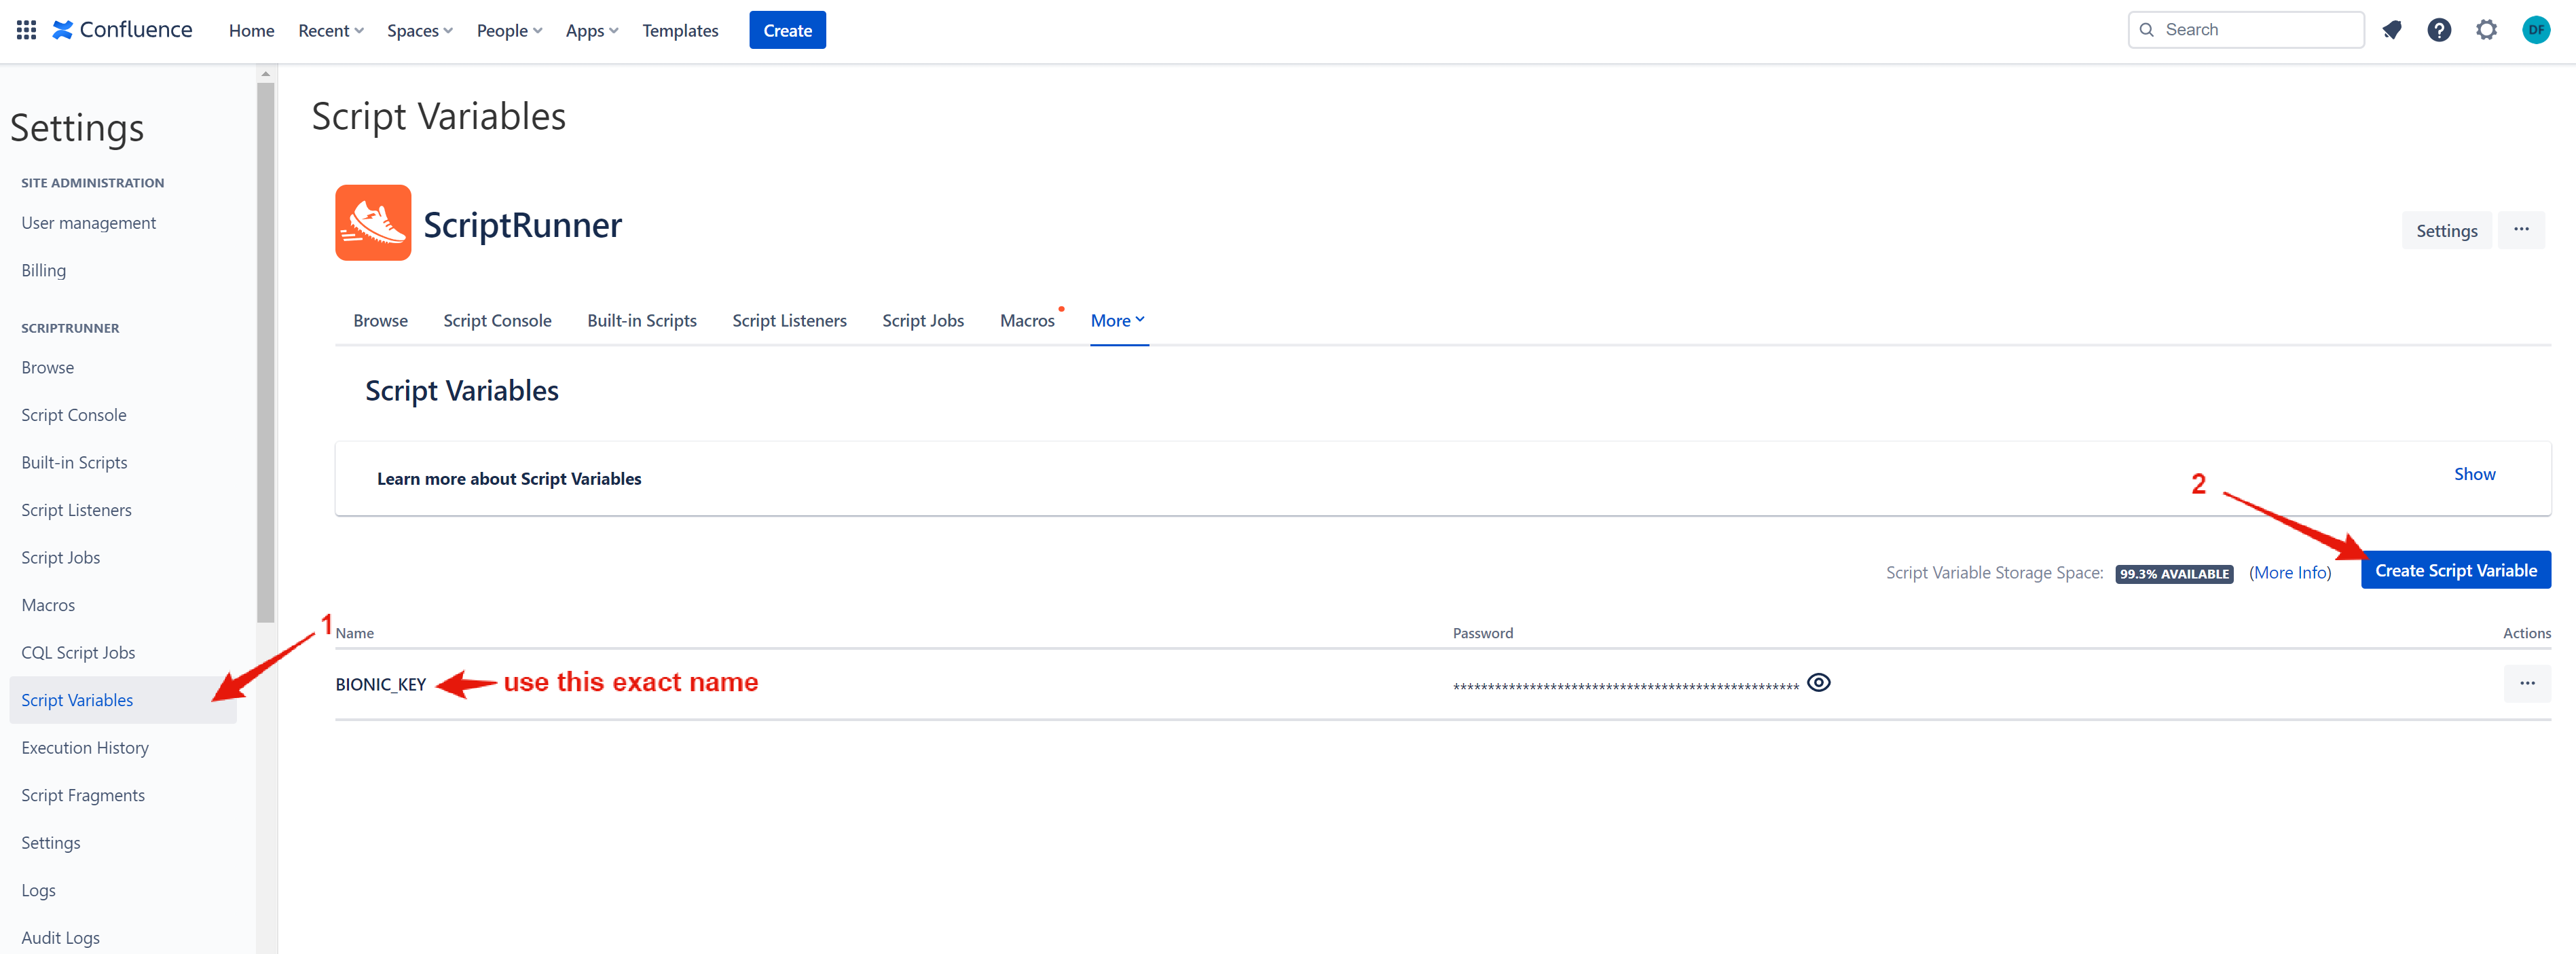 Confluence Home Recent Spaces People Apps Templates Create Search DF
Settings
SITE ADMINISTRATION
User management
Billing
SCRIPTRUNNER
Browse
Script Console
Built-in Scripts
Script Listeners
Script Jobs
Macros
CQL Script Jobs
Script Variables
Execution History
Script Fragments
Settings
Logs
Audit Logs
Script Variables
ScriptRunner
Settings ...
Browse Script Console Built-in Scripts Script Listeners Script Jobs Macros More
Script Variables
Learn more about Script Variables Show
2
Script Variable Storage Space: 99.3% AVAILABLE (More Info) Create Script Variable
1
Name Password Actions
BIONIC_KEY use this exact name ************************************************** ...